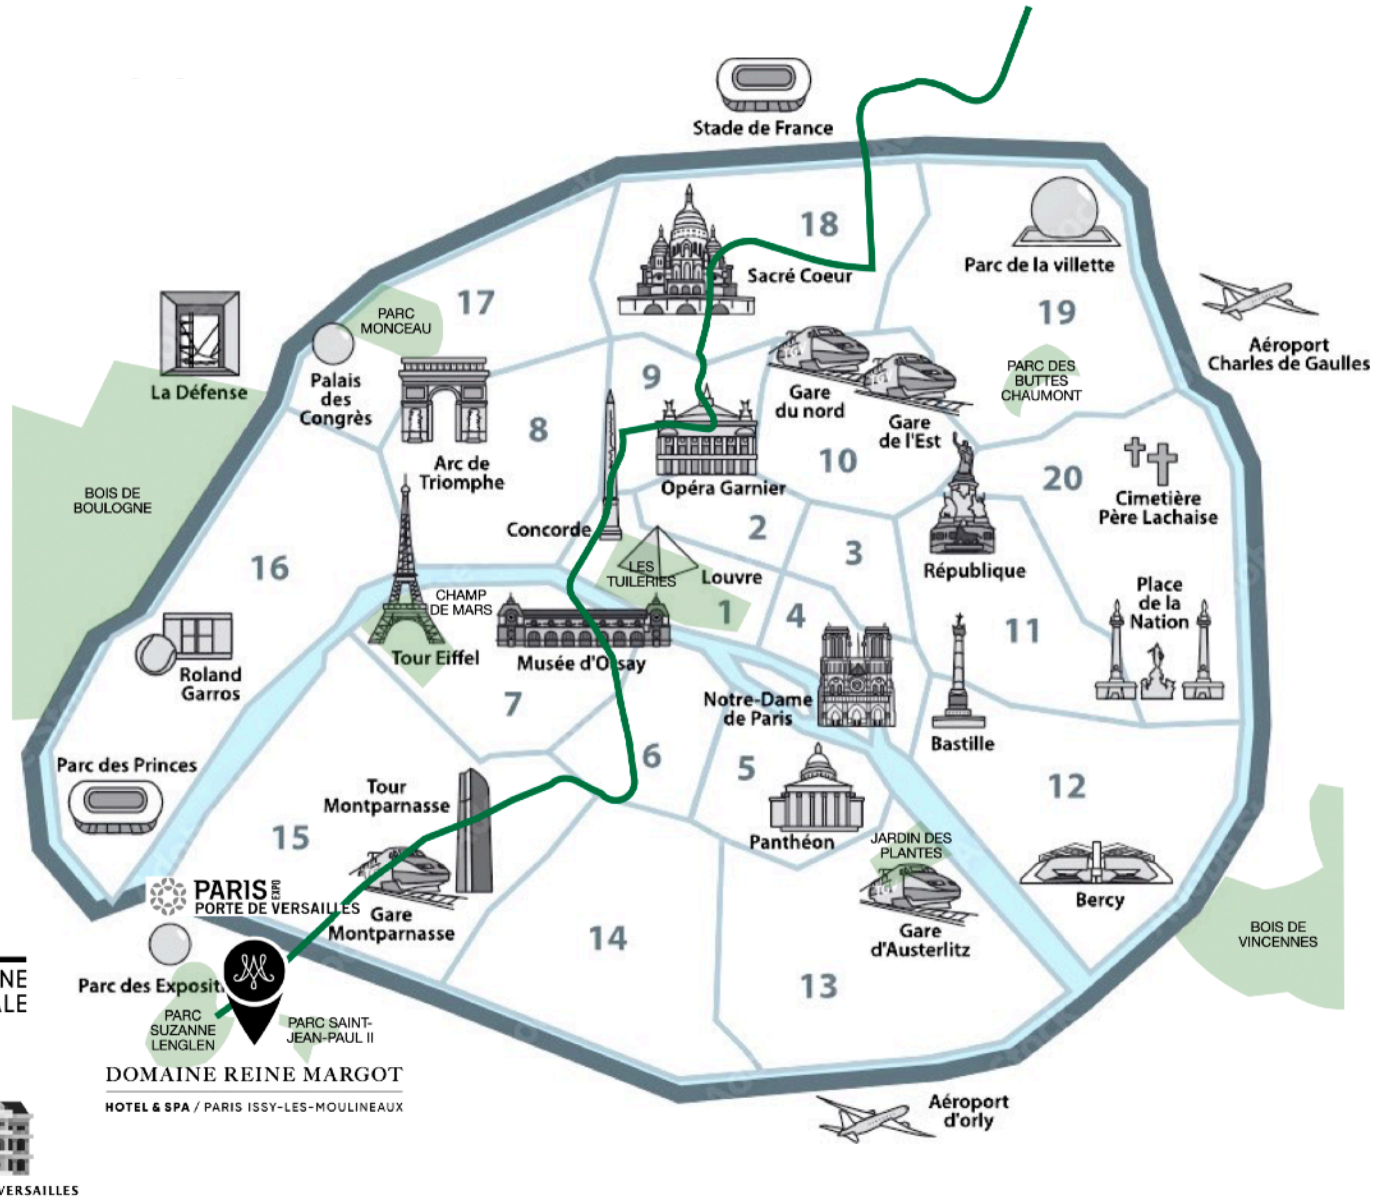 Stade de France
18
Sacré Coeur
Parc de la villette
19
17
PARC
MONCEAU
La Défense
Palais
des
Congrès
Aéroport
Charles de Gaulles
9
PARC DES
BUTTES
CHAUMONT
Gare
du nord
Gare
de l'Est
8
10
Arc de
Triomphe
Opéra Garnier
20
Cimetière
Père Lachaise
BOIS DE
BOULOGNE
Concorde
2
3
16
LES
TUILERIES
Louvre
République
CHAMP
DE MARS
1
4
Place
de la
Nation
11
Tour Eiffel
Musée d'Orsay
Roland
Garros
7
Notre-Dame
de Paris
Bastille
Parc des Princes
6
5
12
Tour
Montparnasse
15
Panthéon
JARDIN DES
PLANTES
Bercy
PARIS EXPO
PORTE DE VERSAILLES
Gare
Montparnasse
14
Gare
d'Austerlitz
BOIS DE
VINCENNES
NE
ALE
Parc des Exposit
13
PARC
SUZANNE
LENGLEN
PARC SAINT-
JEAN-PAUL II
DOMAINE REINE MARGOT
HOTEL & SPA / PARIS ISSY-LES-MOULINEAUX
Aéroport
d'orly
VERSAILLES